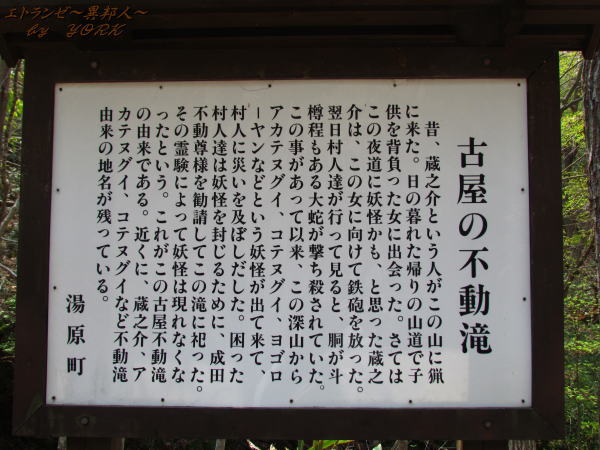 エトランゼ～異邦人～
by YORK
古屋の不動滝
昔、蔵之介という人がこの山に猟
に来た。日の暮れた帰りの山道で子
供を背負った女に出会った。さては
この夜道に妖怪かも、と思った蔵之
介は、この女に向けて鉄砲を放った。
翌日村人達が行って見ると、胴が斗
樽程もある大蛇が撃ち殺されていた。
この事があって以来、この深山から
アカテヌグイ、コテヌグイ、ヨゴロ
ーヤンなどという妖怪が出て来て、
村人に災いを及ぼしだした。困った
村人達は妖怪を封じるために、成田
不動尊様を勧請してこの滝に祀った。
その霊験によって妖怪は現れなくな
ったという。これがこの古屋不動滝
の由来である。近くに、蔵之介、ア
カテヌグイ、コテヌグイなど不動滝
由来の地名が残っている。
湯原町